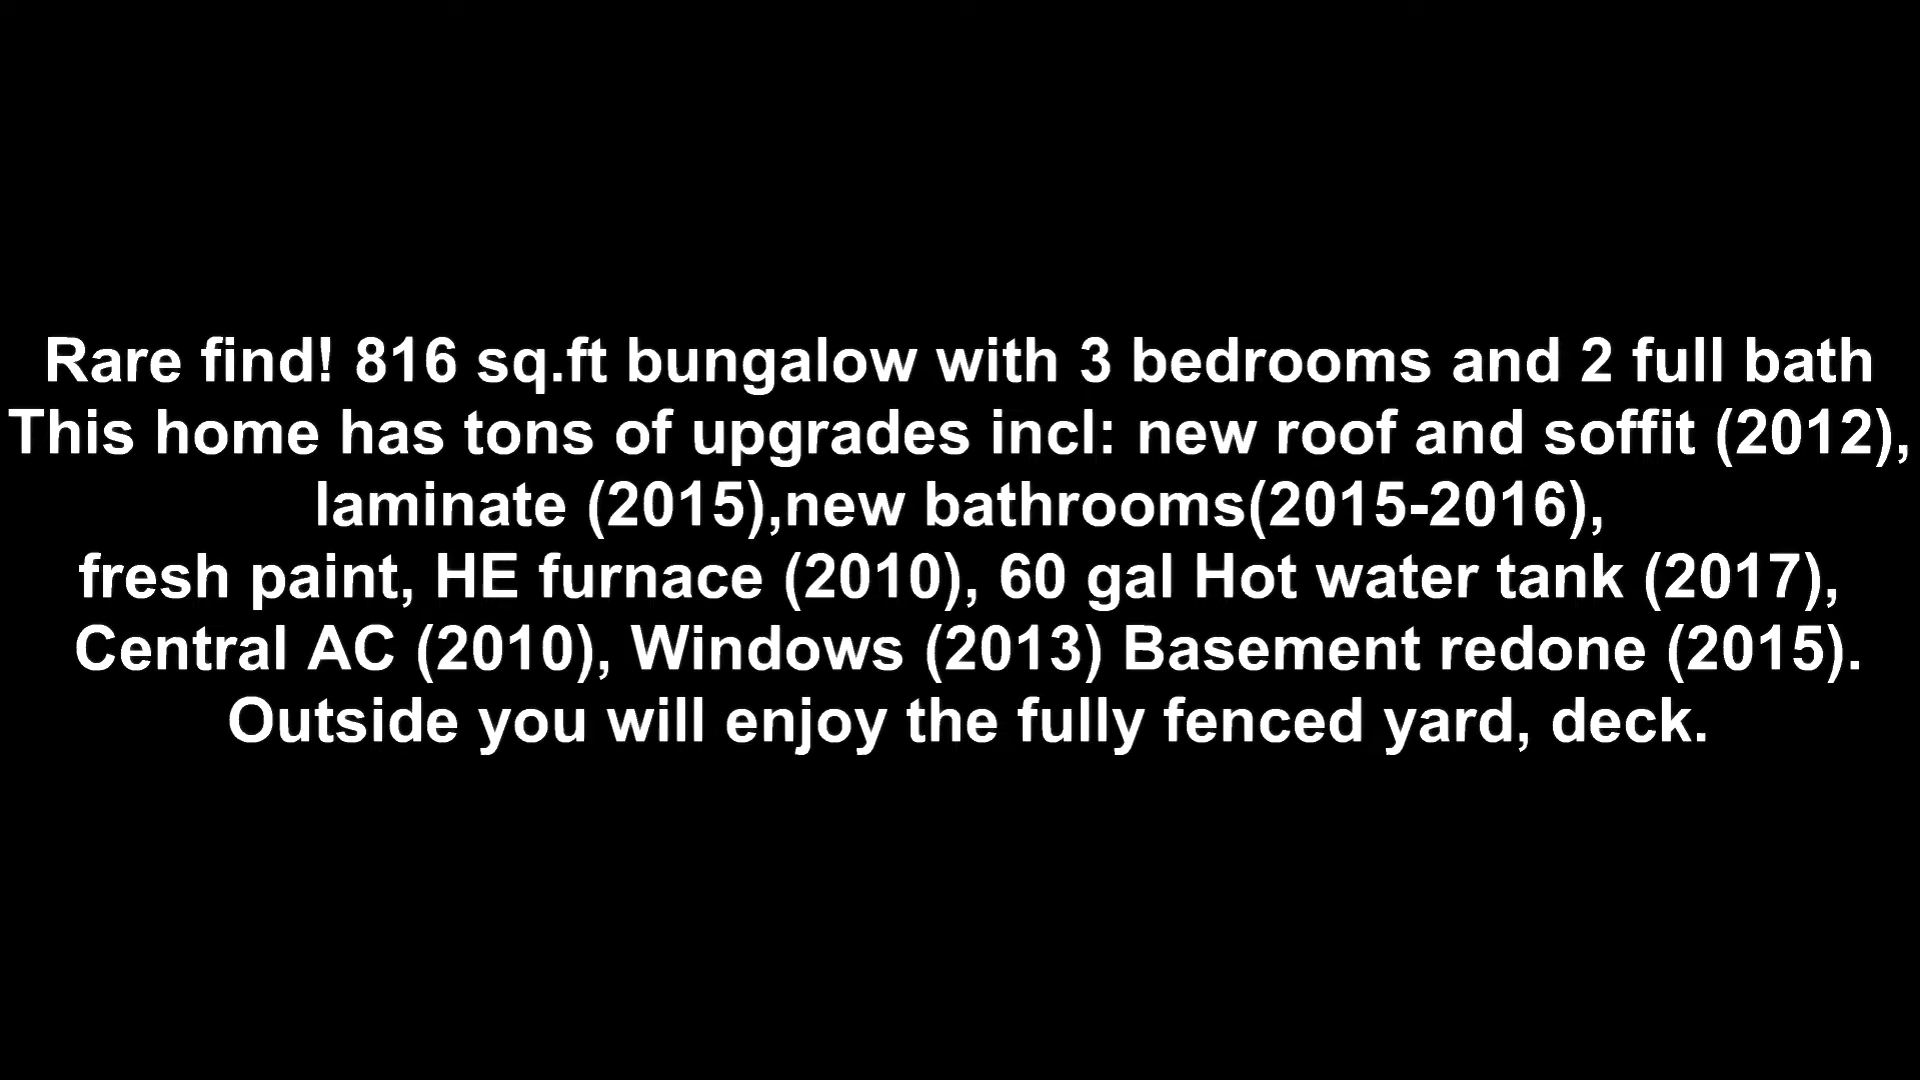 Rare find! 816 sq.ft bungalow with 3 bedrooms and 2 full bath
This home has tons of upgrades incl: new roof and soffit (2012),
laminate (2015),new bathrooms(2015-2016),
fresh paint, HE furnace (2010), 60 gal Hot water tank (2017),
Central AC (2010), Windows (2013) Basement redone (2015).
Outside you will enjoy the fully fenced yard, deck.